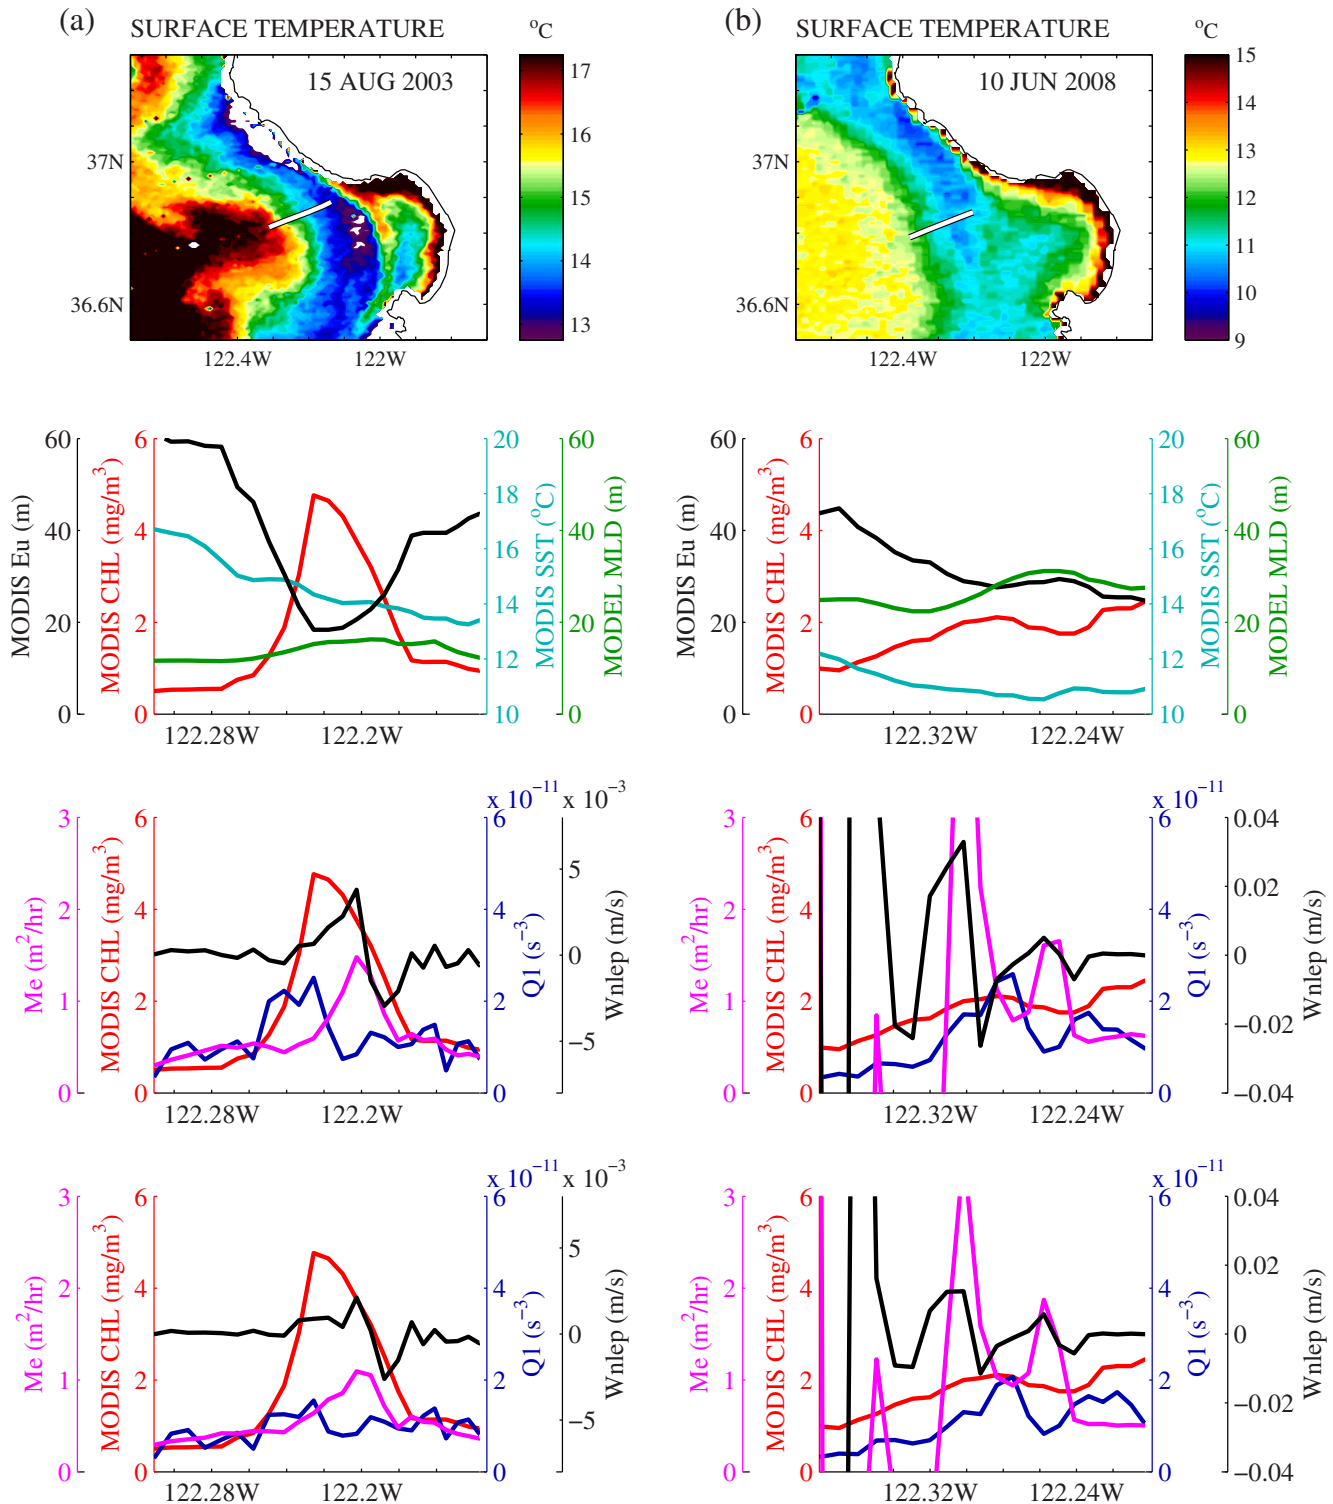 (a) SURFACE TEMPERATURE °C
15 AUG 2003
37N
36.6N
122.4W 122W
17
16
15
14
13
(b) SURFACE TEMPERATURE °C
10 JUN 2008
37N
36.6N
122.4W 122W
15
14
13
12
11
10
9
MODIS Eu (m)
60
40
20
0
MODIS CHL (mg/m³)
6
4
2
0
122.28W 122.2W
MODIS SST (°C)
20
18
16
14
12
10
MODEL MLD (m)
60
40
20
0
MODIS Eu (m)
60
40
20
0
MODIS CHL (mg/m³)
6
4
2
0
122.32W 122.24W
MODIS SST (°C)
20
18
16
14
12
10
MODEL MLD (m)
60
40
20
0
Me (m²/hr)
3
2
1
0
MODIS CHL (mg/m³)
6
4
2
0
122.28W 122.2W
x 10⁻¹¹
Q1 (s⁻³)
6
4
2
0
x 10⁻³
Wnlep (m/s)
5
0
−5
Me (m²/hr)
3
2
1
0
MODIS CHL (mg/m³)
6
4
2
0
122.32W 122.24W
x 10⁻¹¹
Q1 (s⁻³)
6
4
2
0
Wnlep (m/s)
0.04
0.02
0
−0.02
−0.04
Me (m²/hr)
3
2
1
0
MODIS CHL (mg/m³)
6
4
2
0
122.28W 122.2W
x 10⁻¹¹
Q1 (s⁻³)
6
4
2
0
x 10⁻³
Wnlep (m/s)
5
0
−5
Me (m²/hr)
3
2
1
0
MODIS CHL (mg/m³)
6
4
2
0
122.32W 122.24W
x 10⁻¹¹
Q1 (s⁻³)
6
4
2
0
Wnlep (m/s)
0.04
0.02
0
−0.02
−0.04